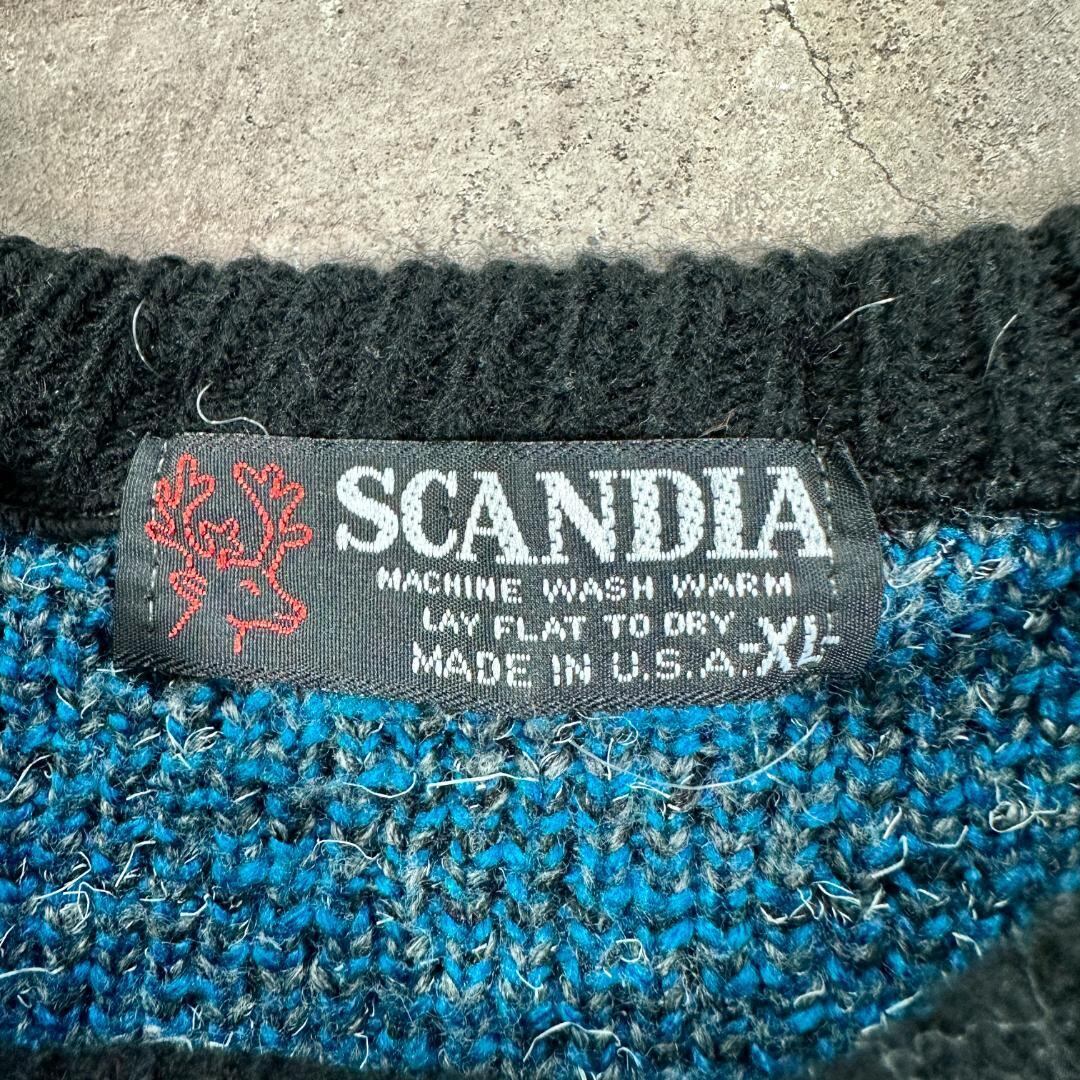 SCANDIA
MACHINE WASH WARM
LAY FLAT TO DRY
MADE IN U.S.A. -XL-